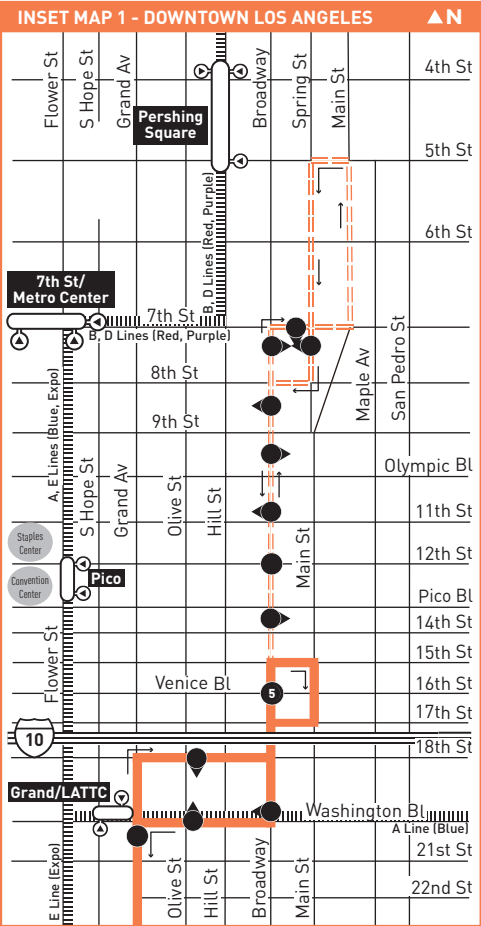 INSET MAP 1 - DOWNTOWN LOS ANGELES
N
Flower St
S Hope St
Grand Av
Broadway
Spring St
Main St
4th St
Pershing
Square
5th St
B, D Lines (Red, Purple)
6th St
7th St/
Metro Center
7th St
B, D Lines (Red, Purple)
8th St
Maple Av
San Pedro St
9th St
A, E Lines (Blue, Expo)
S Hope St
Grand Av
Olive St
Hill St
Olympic Bl
11th St
Staples
Center
Main St
12th St
Convention
Center
Pico
Pico Bl
14th St
15th St
Flower St
Venice Bl
5
16th St
17th St
10
18th St
Grand/LATTC
Washington Bl
A Line (Blue)
E Line (Expo)
Olive St
Hill St
Broadway
Main St
21st St
22nd St